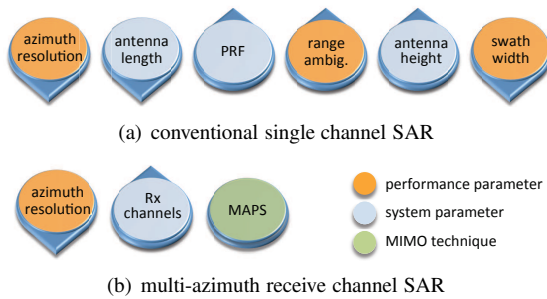 azimuth
resolution
antenna
length
PRF
range
ambig.
antenna
height
swath
width
(a) conventional single channel SAR
azimuth
resolution
Rx
channels
MAPS
performance parameter
system parameter
MIMO technique
(b) multi-azimuth receive channel SAR